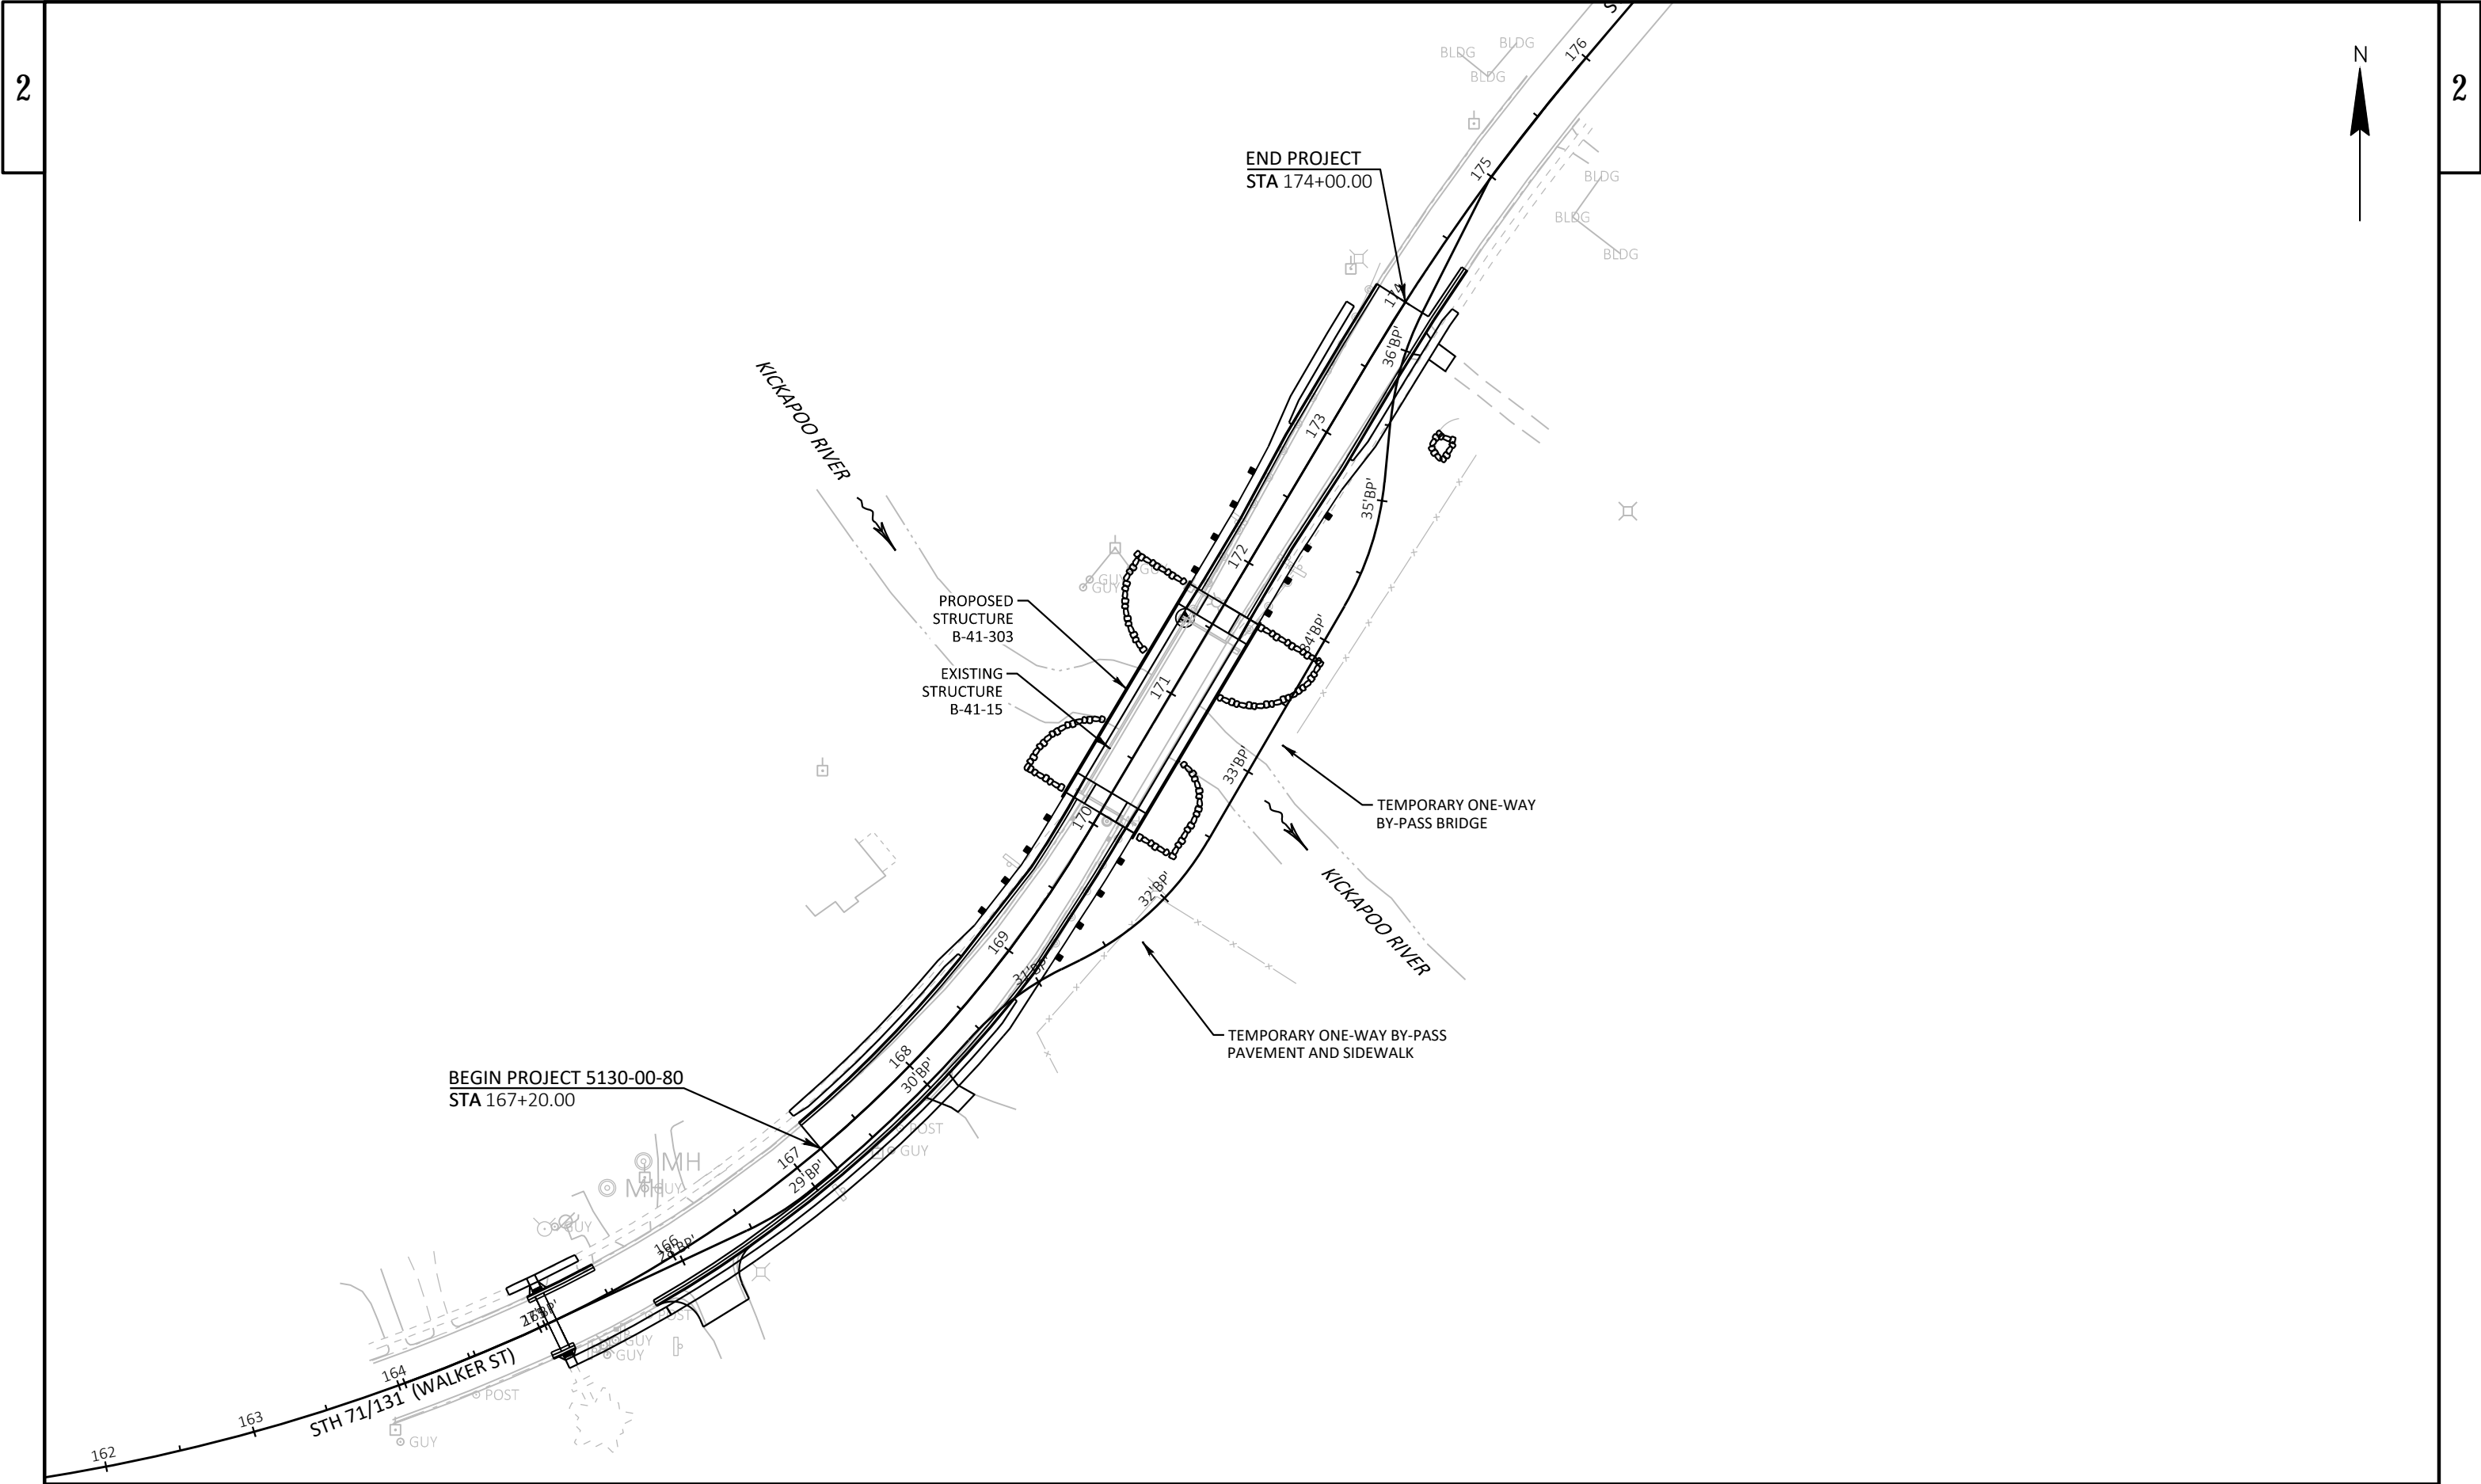 2
2
N
176
BLDG
BLDG
BLDG
END PROJECT
STA 174+00.00
175
BLDG
BLDG
BLDG
174
36'BP'
KICKAPOO RIVER
173
35'BP'
172
GUY
GUY
PROPOSED
STRUCTURE
B-41-303
34'BP'
EXISTING
STRUCTURE
B-41-15
171
33'BP'
TEMPORARY ONE-WAY
BY-PASS BRIDGE
170
32'BP'
KICKAPOO RIVER
169
31'BP'
TEMPORARY ONE-WAY BY-PASS
PAVEMENT AND SIDEWALK
168
30'BP'
BEGIN PROJECT 5130-00-80
STA 167+20.00
POST
GUY
167
29'BP'
MH
MH
GUY
GUY
166
28'BP'
POST
GUY
GUY
164
STH 71/131 (WALKER ST)
POST
163
GUY
162